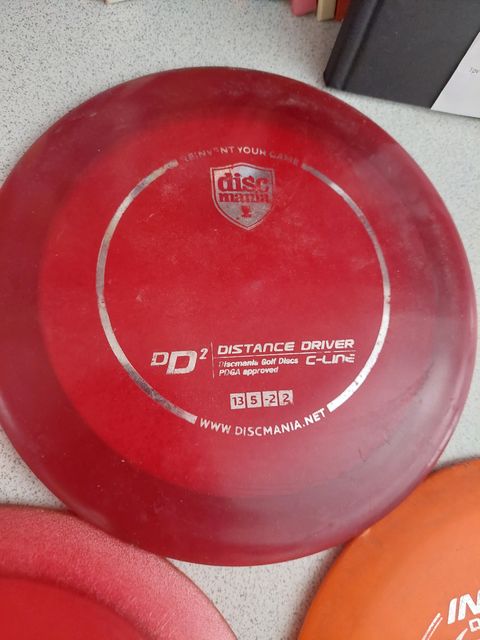 REINVENT YOUR GAME
disc
mania
DD2 DISTANCE DRIVER
Discmania Golf Discs C-LINE
PDGA approved
13 5 -2 2
WWW.DISCMANIA.NET
IN